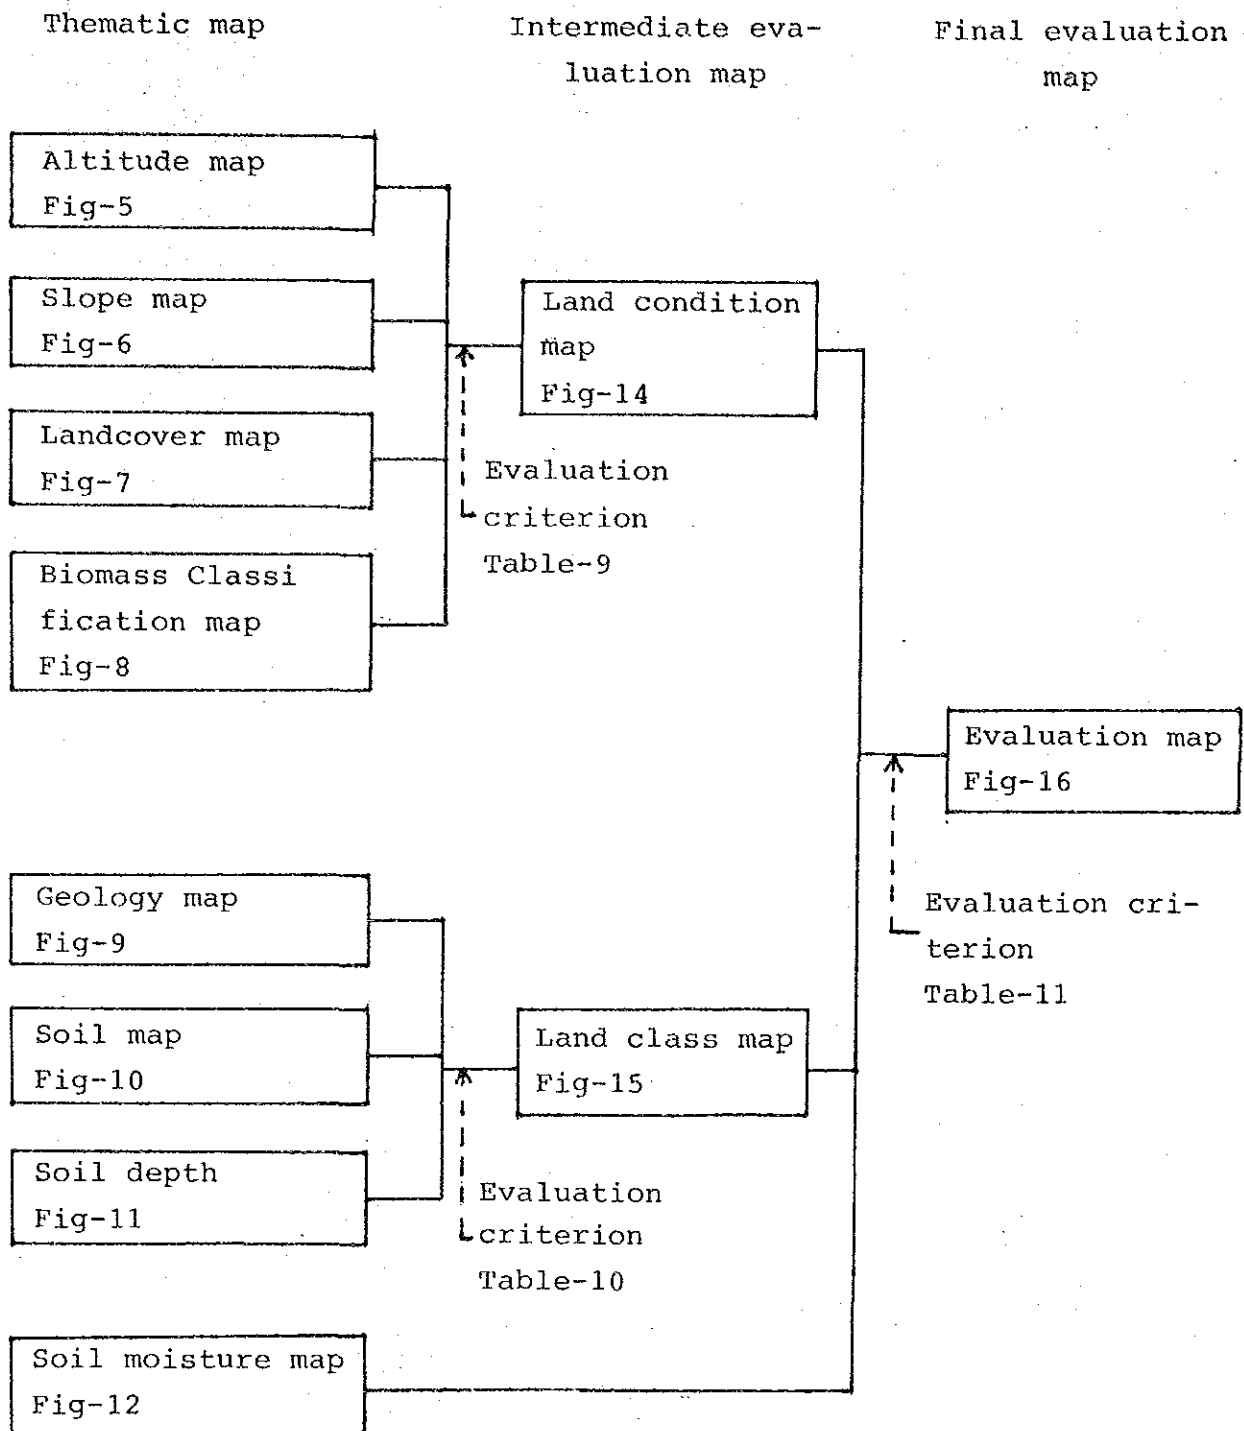 Thematic map
Intermediate eva-
luation map
Final evaluation
map
Altitude map
Fig-5
Slope map
Fig-6
Landcover map
Fig-7
Biomass Classi
fication map
Fig-8
Land condition
map
Fig-14
Evaluation
criterion
Table-9
Geology map
Fig-9
Soil map
Fig-10
Soil depth
Fig-11
Land class map
Fig-15
Evaluation
criterion
Table-10
Soil moisture map
Fig-12
Evaluation map
Fig-16
Evaluation cri-
terion
Table-11